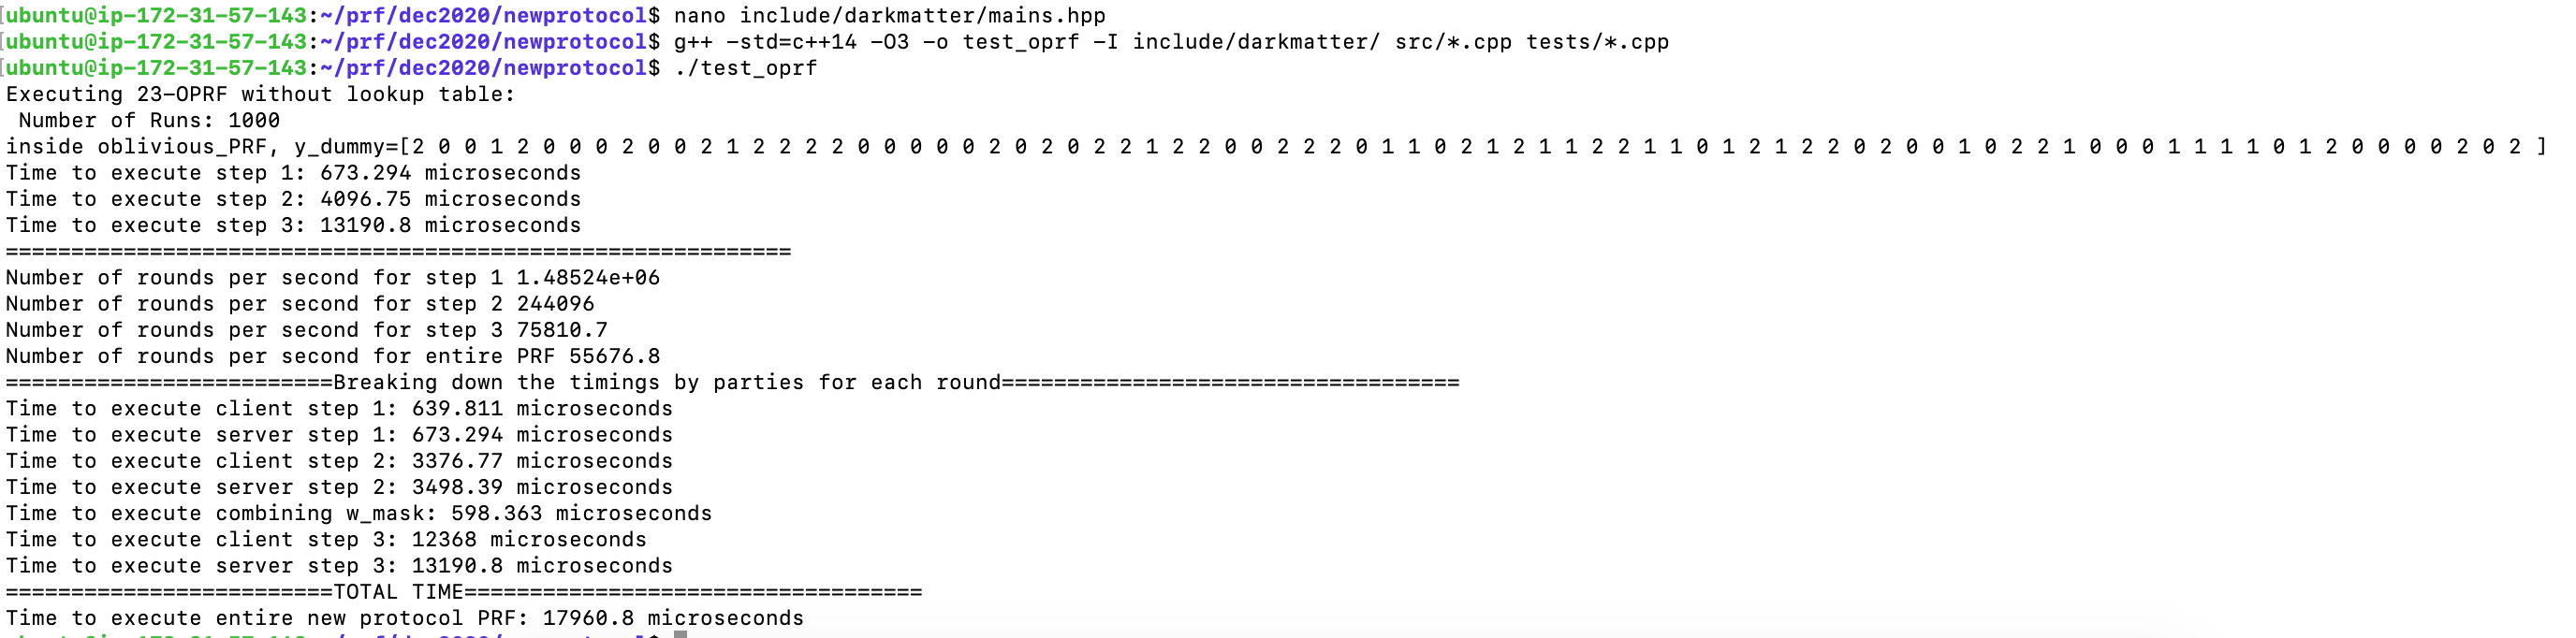 [ubuntu@ip-172-31-57-143:~/prf/dec2020/newprotocol$ nano include/darkmatter/mains.hpp
[ubuntu@ip-172-31-57-143:~/prf/dec2020/newprotocol$ g++ -std=c++14 -O3 -o test_oprf -I include/darkmatter/ src/*.cpp tests/*.cpp
[ubuntu@ip-172-31-57-143:~/prf/dec2020/newprotocol$ ./test_oprf
Executing 23-OPRF without lookup table:
Number of Runs: 1000
inside oblivious_PRF, y_dummy=[2 0 0 1 2 0 0 0 2 0 0 2 1 2 2 2 2 0 0 0 0 0 2 0 2 0 2 2 1 2 2 0 0 2 2 2 0 1 1 0 2 1 2 1 1 2 2 1 1 0 1 2 1 2 2 0 2 0 0 1 0 2 2 1 0 0 0 1 1 1 1 0 1 2 0 0 0 0 2 0 2 ]
Time to execute step 1: 673.294 microseconds
Time to execute step 2: 4096.75 microseconds
Time to execute step 3: 13190.8 microseconds
============================================================
Number of rounds per second for step 1 1.48524e+06
Number of rounds per second for step 2 244096
Number of rounds per second for step 3 75810.7
Number of rounds per second for entire PRF 55676.8
=========================Breaking down the timings by parties for each round===================================
Time to execute client step 1: 639.811 microseconds
Time to execute server step 1: 673.294 microseconds
Time to execute client step 2: 3376.77 microseconds
Time to execute server step 2: 3498.39 microseconds
Time to execute combining w_mask: 598.363 microseconds
Time to execute client step 3: 12368 microseconds
Time to execute server step 3: 13190.8 microseconds
=========================TOTAL TIME===================================
Time to execute entire new protocol PRF: 17960.8 microseconds
ubuntu@ip-172-31-57-143:~/prf/dec2020/newprotocol$